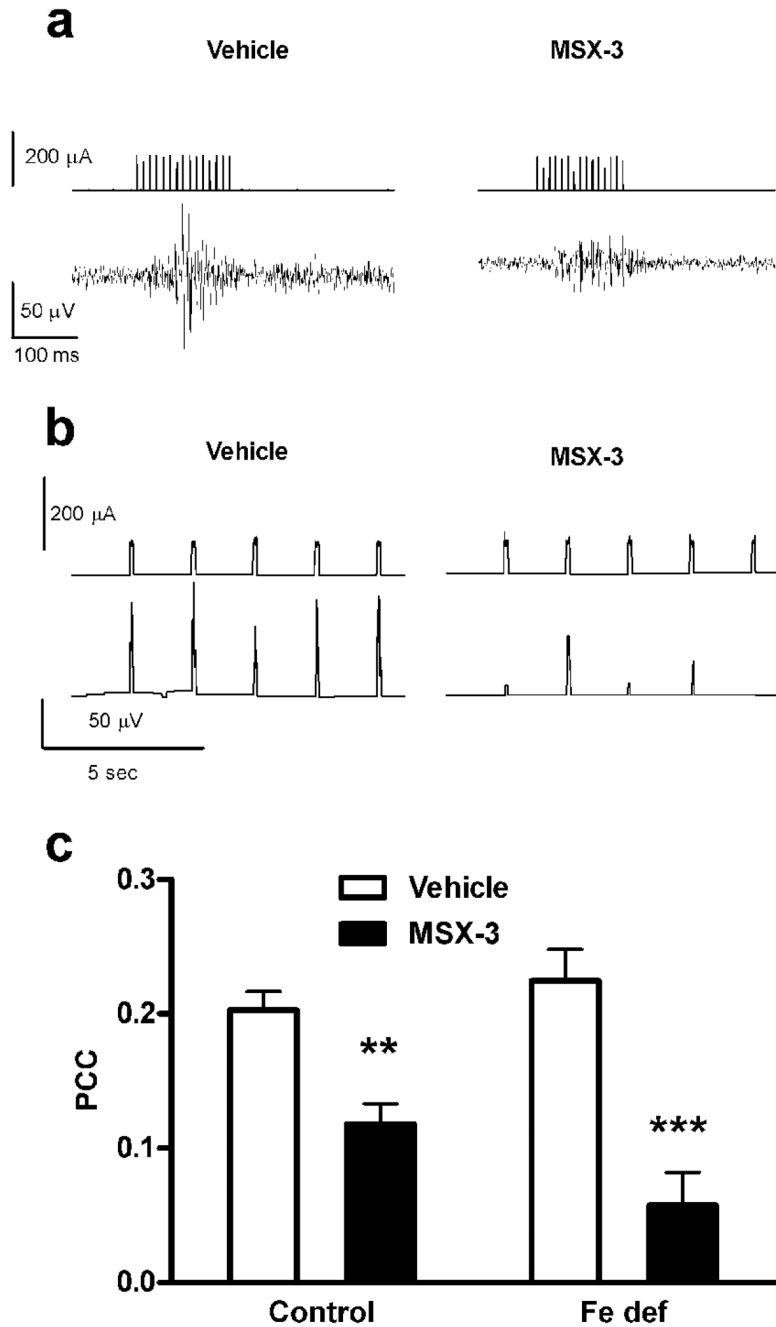 a
Vehicle
MSX-3
200 μA
50 μV
100 ms
b
Vehicle
MSX-3
200 μA
50 μV
5 sec
c
0.3
Vehicle
MSX-3
0.2
**
PCC
0.1
***
0.0
Control
Fe def